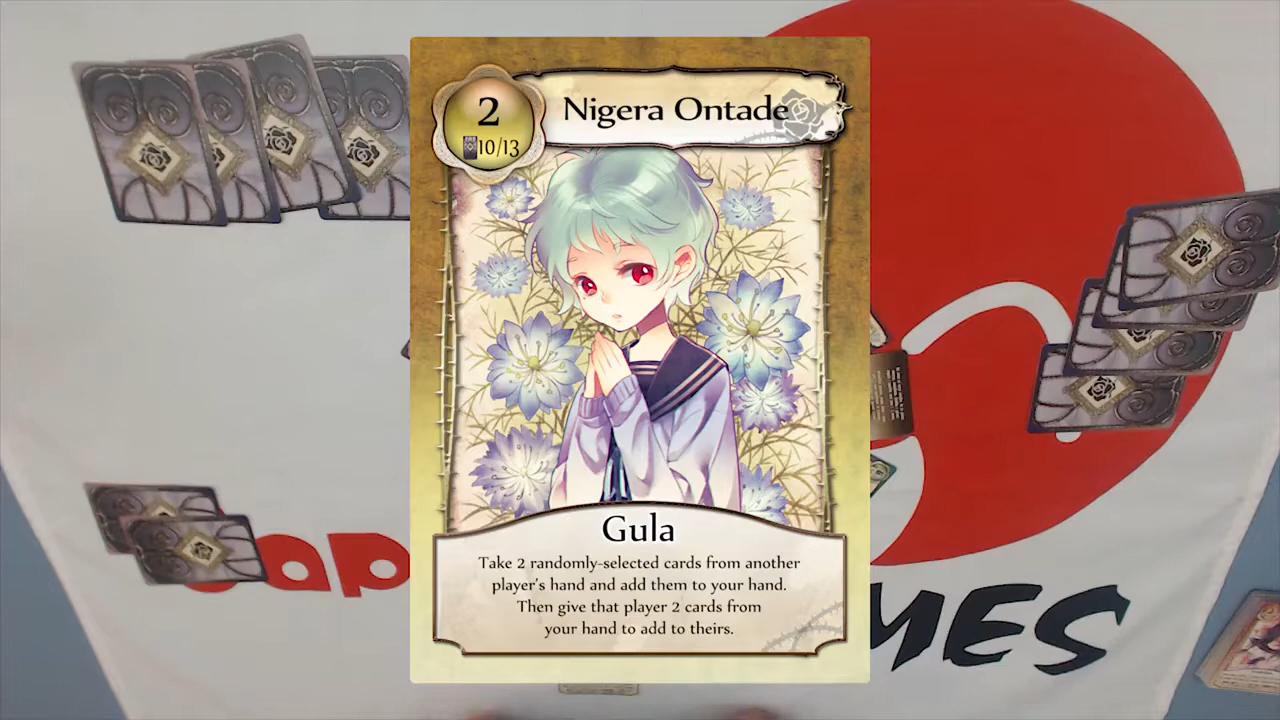 2
10/13
Nigera Ontade
Gula
Take 2 randomly-selected cards from another
player's hand and add them to your hand.
Then give that player 2 cards from
your hand to add to theirs.
ap
MES